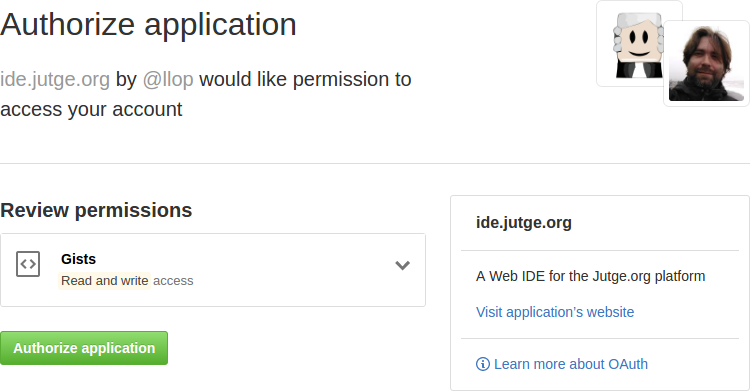 Authorize application
ide.jutge.org by @llop would like permission to
access your account
Review permissions
Gists
Read and write access
Authorize application
ide.jutge.org
A Web IDE for the Jutge.org platform
Visit application's website
Learn more about OAuth